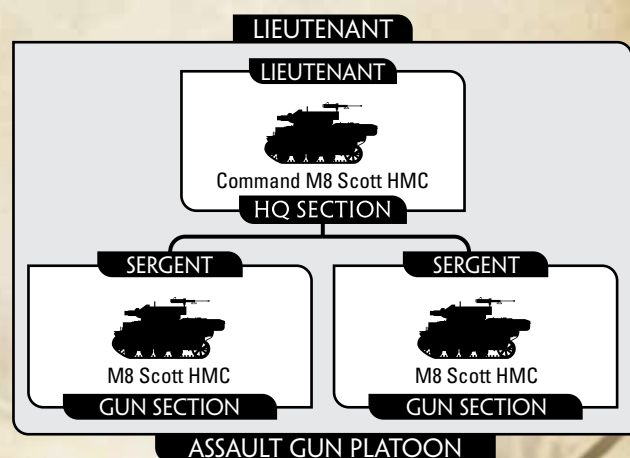 LIEUTENANT
LIEUTENANT
Command M8 Scott HMC
HQ SECTION
SERGENT
SERGENT
M8 Scott HMC
M8 Scott HMC
GUN SECTION
GUN SECTION
ASSAULT GUN PLATOON